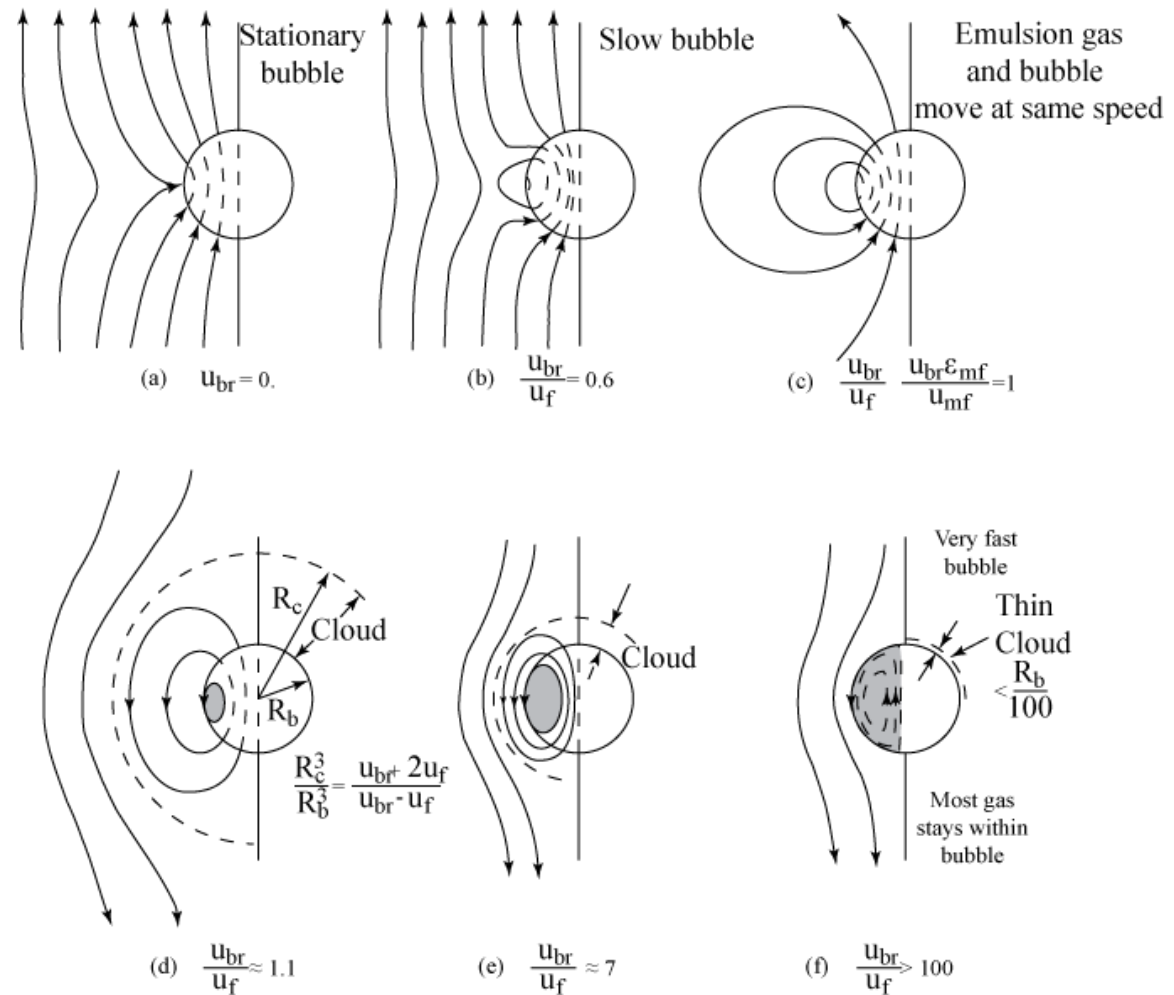 Stationary
bubble
(a) u_br = 0.
Slow bubble
(b) u_br/u_f = 0.6
Emulsion gas
and bubble
move at same speed
(c) u_br/u_f u_br ε_mf/u_mf = 1
R_c
Cloud
R_b
R_c^3/R_b^3 = u_br + 2u_f/u_br - u_f
(d) u_br/u_f ≈ 1.1
Cloud
(e) u_br/u_f ≈ 7
Very fast
bubble
Thin
Cloud
< R_b/100
Most gas
stays within
bubble
(f) u_br/u_f > 100